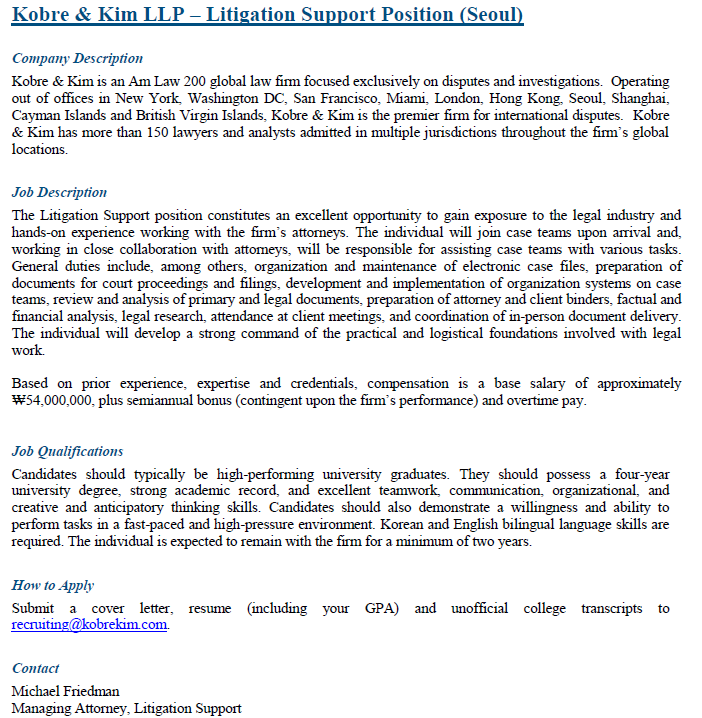 Kobre & Kim LLP – Litigation Support Position (Seoul)
Company Description
Kobre & Kim is an Am Law 200 global law firm focused exclusively on disputes and investigations. Operating
out of offices in New York, Washington DC, San Francisco, Miami, London, Hong Kong, Seoul, Shanghai,
Cayman Islands and British Virgin Islands, Kobre & Kim is the premier firm for international disputes. Kobre
& Kim has more than 150 lawyers and analysts admitted in multiple jurisdictions throughout the firm's global
locations.
Job Description
The Litigation Support position constitutes an excellent opportunity to gain exposure to the legal industry and
hands-on experience working with the firm's attorneys. The individual will join case teams upon arrival and,
working in close collaboration with attorneys, will be responsible for assisting case teams with various tasks.
General duties include, among others, organization and maintenance of electronic case files, preparation of
documents for court proceedings and filings, development and implementation of organization systems on case
teams, review and analysis of primary and legal documents, preparation of attorney and client binders, factual and
financial analysis, legal research, attendance at client meetings, and coordination of in-person document delivery.
The individual will develop a strong command of the practical and logistical foundations involved with legal
work.
Based on prior experience, expertise and credentials, compensation is a base salary of approximately
₩54,000,000, plus semiannual bonus (contingent upon the firm's performance) and overtime pay.
Job Qualifications
Candidates should typically be high-performing university graduates. They should possess a four-year
university degree, strong academic record, and excellent teamwork, communication, organizational, and
creative and anticipatory thinking skills. Candidates should also demonstrate a willingness and ability to
perform tasks in a fast-paced and high-pressure environment. Korean and English bilingual language skills are
required. The individual is expected to remain with the firm for a minimum of two years.
How to Apply
Submit a cover letter, resume (including your GPA) and unofficial college transcripts to
recruiting@kobrekim.com.
Contact
Michael Friedman
Managing Attorney, Litigation Support